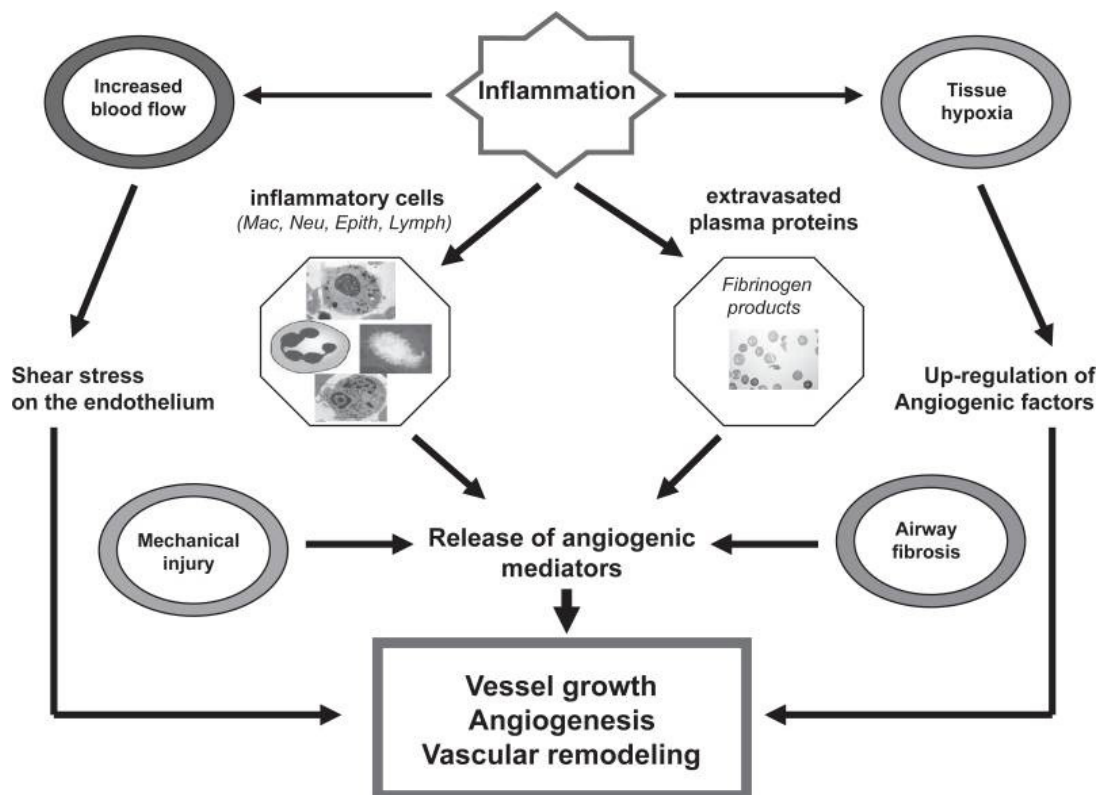 Increased
blood flow
Inflammation
Tissue
hypoxia
inflammatory cells
(Mac, Neu, Epith, Lymph)
extravasated
plasma proteins
Fibrinogen
products
Shear stress
on the endothelium
Up-regulation of
Angiogenic factors
Mechanical
injury
Release of angiogenic
mediators
Airway
fibrosis
Vessel growth
Angiogenesis
Vascular remodeling